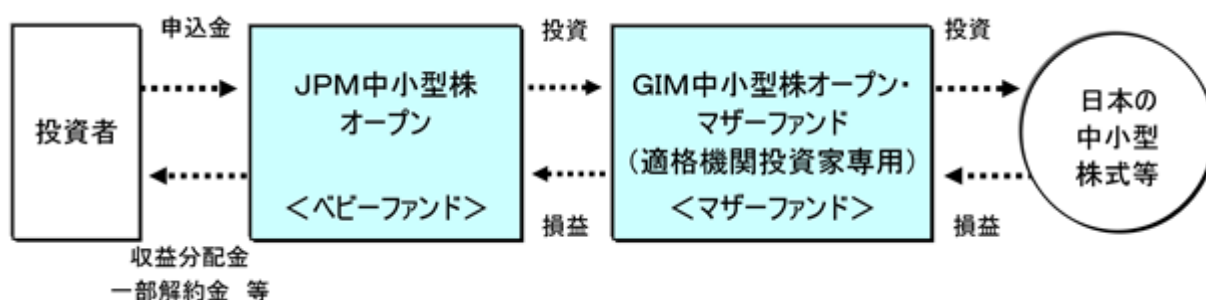 申込金
投資
投資
投資者
JPM中小型株
オープン
<ベビーファンド>
GIM中小型株オープン・
マザーファンド
(適格機関投資家専用)
<マザーファンド>
日本の
中小型
株式等
収益分配金
一部解約金 等
損益
損益